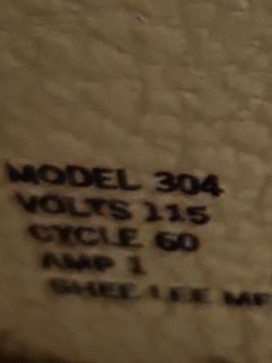 MODEL 304
VOLTS 115
CYCLE 60
AMP 1